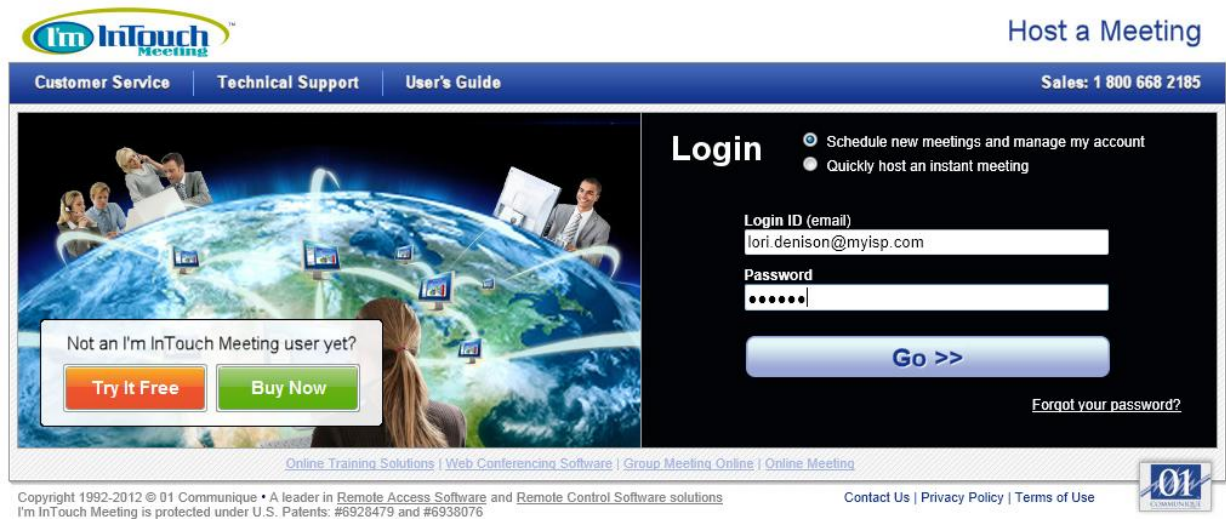 I'm InTouch™
Meeting
Host a Meeting
Customer Service | Technical Support | User's Guide
Sales: 1 800 668 2185
Login
Schedule new meetings and manage my account
Quickly host an instant meeting
Login ID (email)
lori.denison@myisp.com
Password
●●●●●●
Go >>
Forgot your password?
Not an I'm InTouch Meeting user yet?
Try It Free
Buy Now
Online Training Solutions | Web Conferencing Software | Group Meeting Online | Online Meeting
Copyright 1992-2012 © 01 Communique • A leader in Remote Access Software and Remote Control Software solutions
I'm InTouch Meeting is protected under U.S. Patents: #6928479 and #6938076
Contact Us | Privacy Policy | Terms of Use
01
COMMUNIQUE